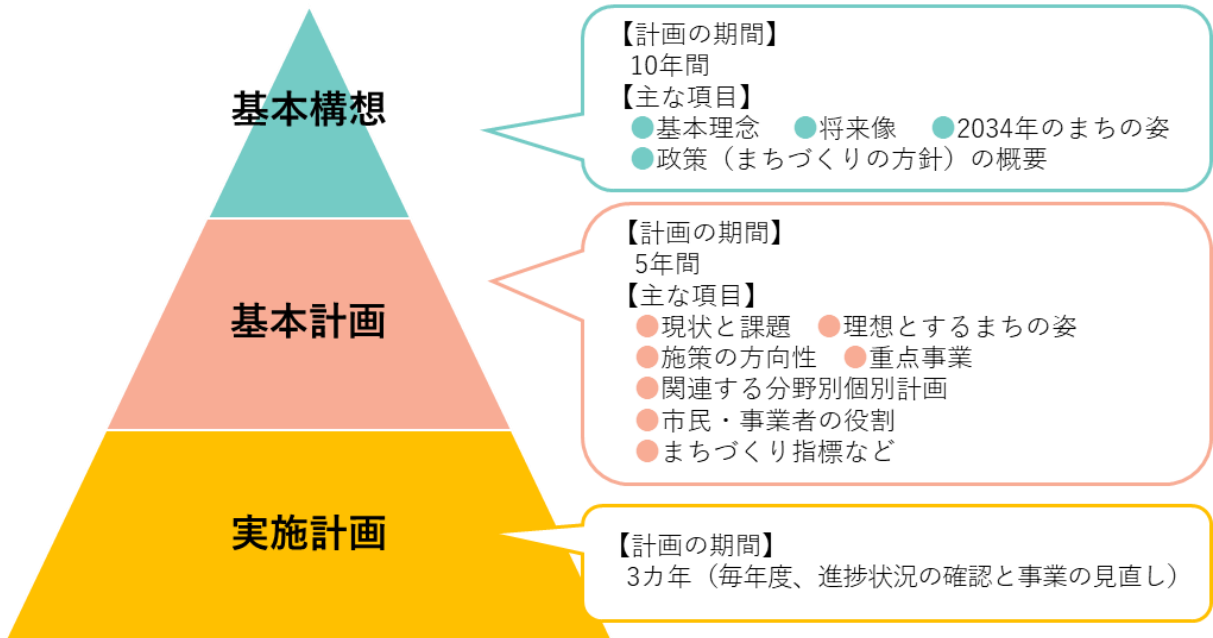 基本構想
【計画の期間】
10年間
【主な項目】
●基本理念 ●将来像 ●2034年のまちの姿
●政策（まちづくりの方針）の概要
基本計画
【計画の期間】
5年間
【主な項目】
●現状と課題 ●理想とするまちの姿
●施策の方向性 ●重点事業
●関連する分野別個別計画
●市民・事業者の役割
●まちづくり指標など
実施計画
【計画の期間】
3カ年（毎年度、進捗状況の確認と事業の見直し）